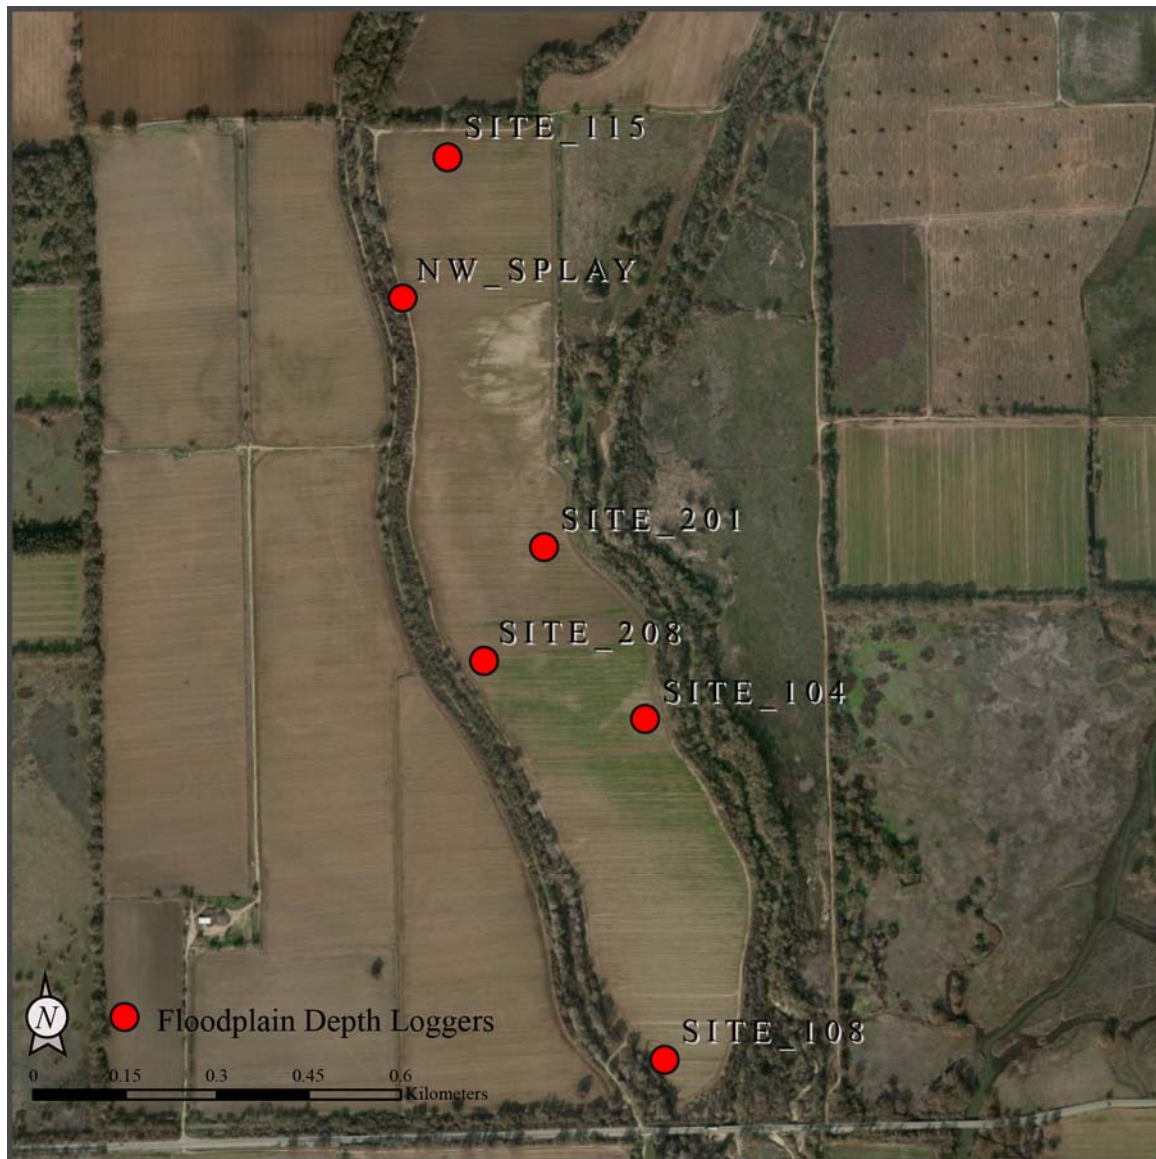 SITE_115
NW_SPLAY
SITE_201
SITE_208
SITE_104
SITE_108
N
Floodplain Depth Loggers
0 0.15 0.3 0.45 0.6
Kilometers